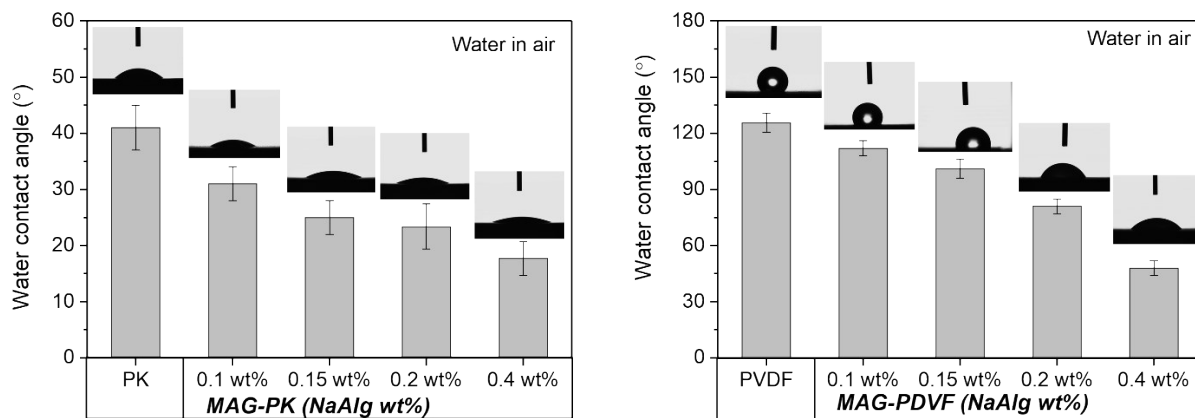 60
50
40
30
20
10
0
Water contact angle (°)
Water in air
PK
0.1 wt%
0.15 wt%
0.2 wt%
0.4 wt%
MAG-PK (NaAlg wt%)
180
150
120
90
60
30
0
Water contact angle (°)
Water in air
PVDF
0.1 wt%
0.15 wt%
0.2 wt%
0.4 wt%
MAG-PDVF (NaAlg wt%)